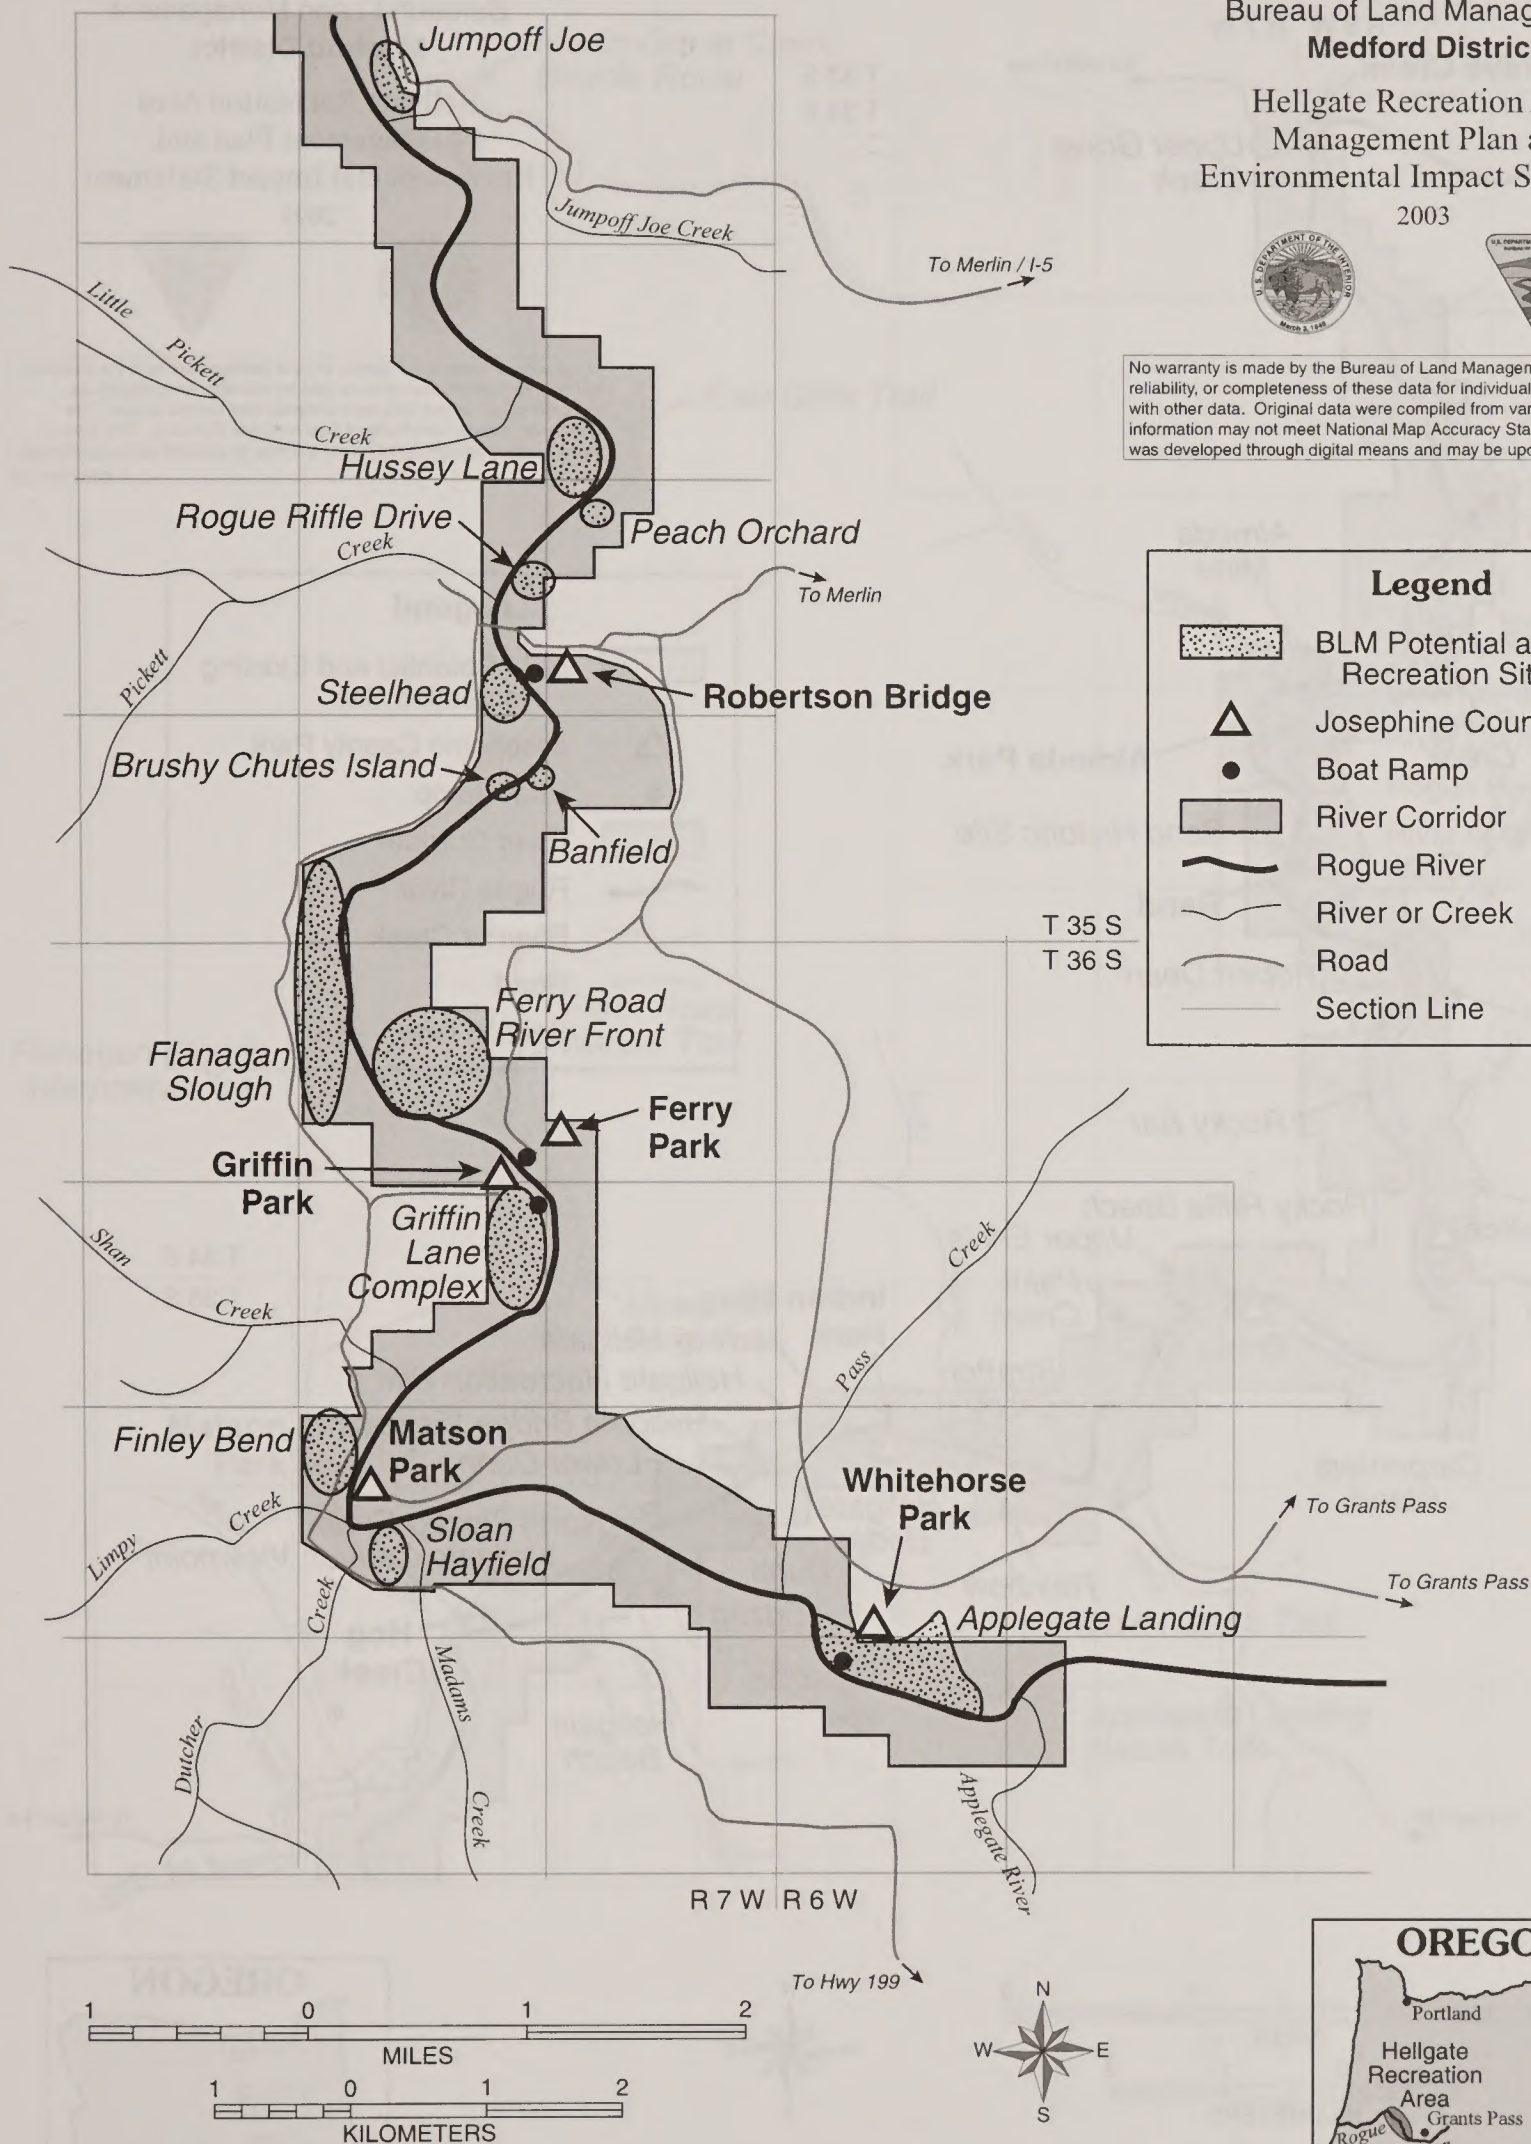 Bureau of Land Manag
Medford Distric
Hellgate Recreation
Management Plan a
Environmental Impact S
2003
U.S. DEPARTMENT OF THE INTERIOR
March 3, 1849
No warranty is made by the Bureau of Land Managem
reliability, or completeness of these data for individual
with other data. Original data were compiled from var
information may not meet National Map Accuracy Sta
was developed through digital means and may be upd
Jumpoff Joe
Jumpoff Joe Creek
To Merlin / I-5
Little
Pickett
Creek
Hussey Lane
Rogue Riffle Drive
Peach Orchard
Creek
Pickett
To Merlin
Steelhead
Robertson Bridge
Brushy Chutes Island
Banfield
Legend
BLM Potential a
Recreation Sit
Josephine Coun
Boat Ramp
River Corridor
Rogue River
River or Creek
Road
Section Line
T 35 S
T 36 S
Ferry Road
River Front
Flanagan
Slough
Ferry
Park
Griffin
Park
Griffin
Lane
Complex
Shan
Creek
Pass
Creek
Finley Bend
Matson
Park
Whitehorse
Park
To Grants Pass
Limpy
Creek
Sloan
Hayfield
To Grants Pass
Applegate Landing
Dutcher
Creek
Madams
Creek
Applegate River
R 7 W
R 6 W
To Hwy 199
1 0 1 2
MILES
1 0 1 2
KILOMETERS
N
W
E
S
OREGO
Portland
Hellgate
Recreation
Area
Grants Pass
Rogue